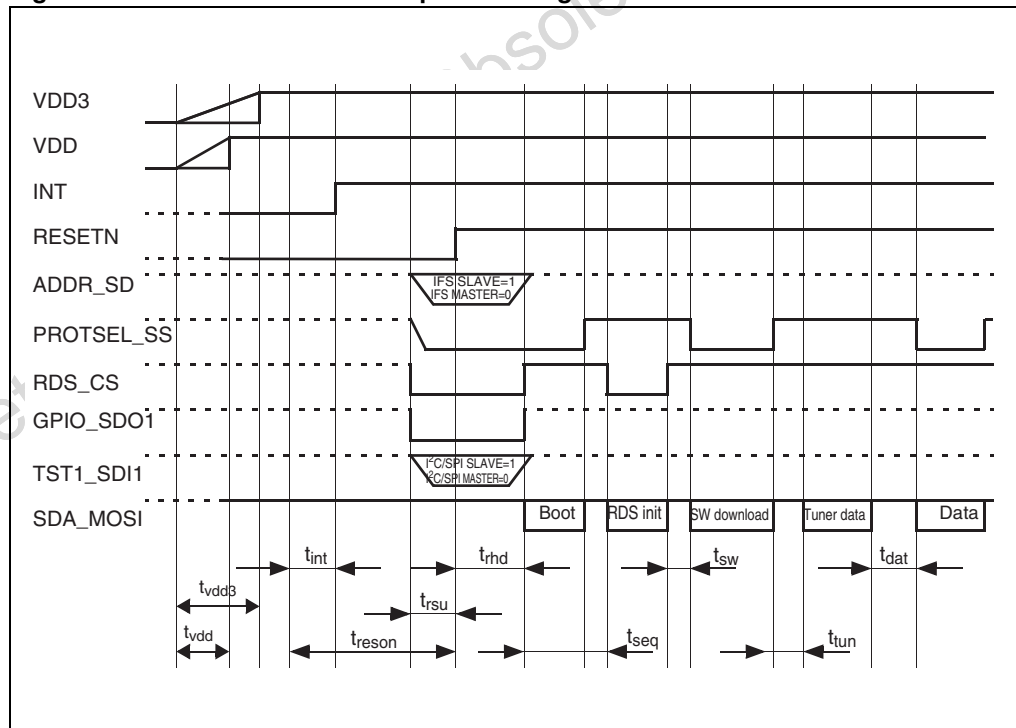 VDD3
VDD
INT
RESETN
ADDR_SD
IFS SLAVE=1
IFS MASTER=0
PROTSEL_SS
RDS_CS
GPIO_SDO1
TST1_SDI1
I²C/SPI SLAVE=1
I²C/SPI MASTER=0
SDA_MOSI
Boot
RDS init
SW download
Tuner data
Data
tint
trhd
tsw
tdat
tvdd3
trsu
tvdd
treson
tseq
ttun